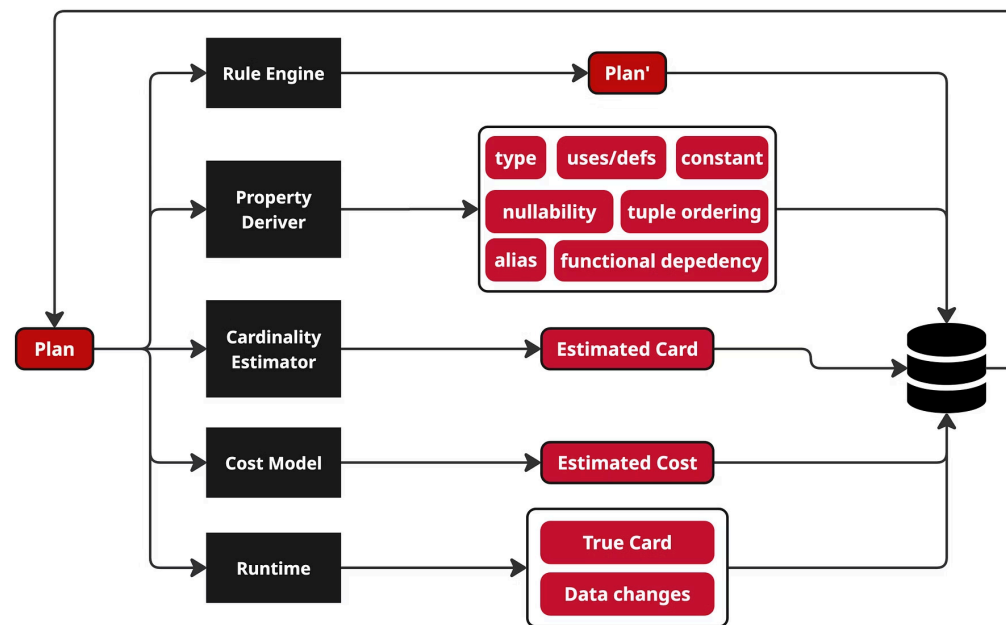 Rule Engine
Plan'
Property
Deriver
type
uses/defs
constant
nullability
tuple ordering
alias
functional depedency
Plan
Cardinality
Estimator
Estimated Card
Cost Model
Estimated Cost
Runtime
True Card
Data changes